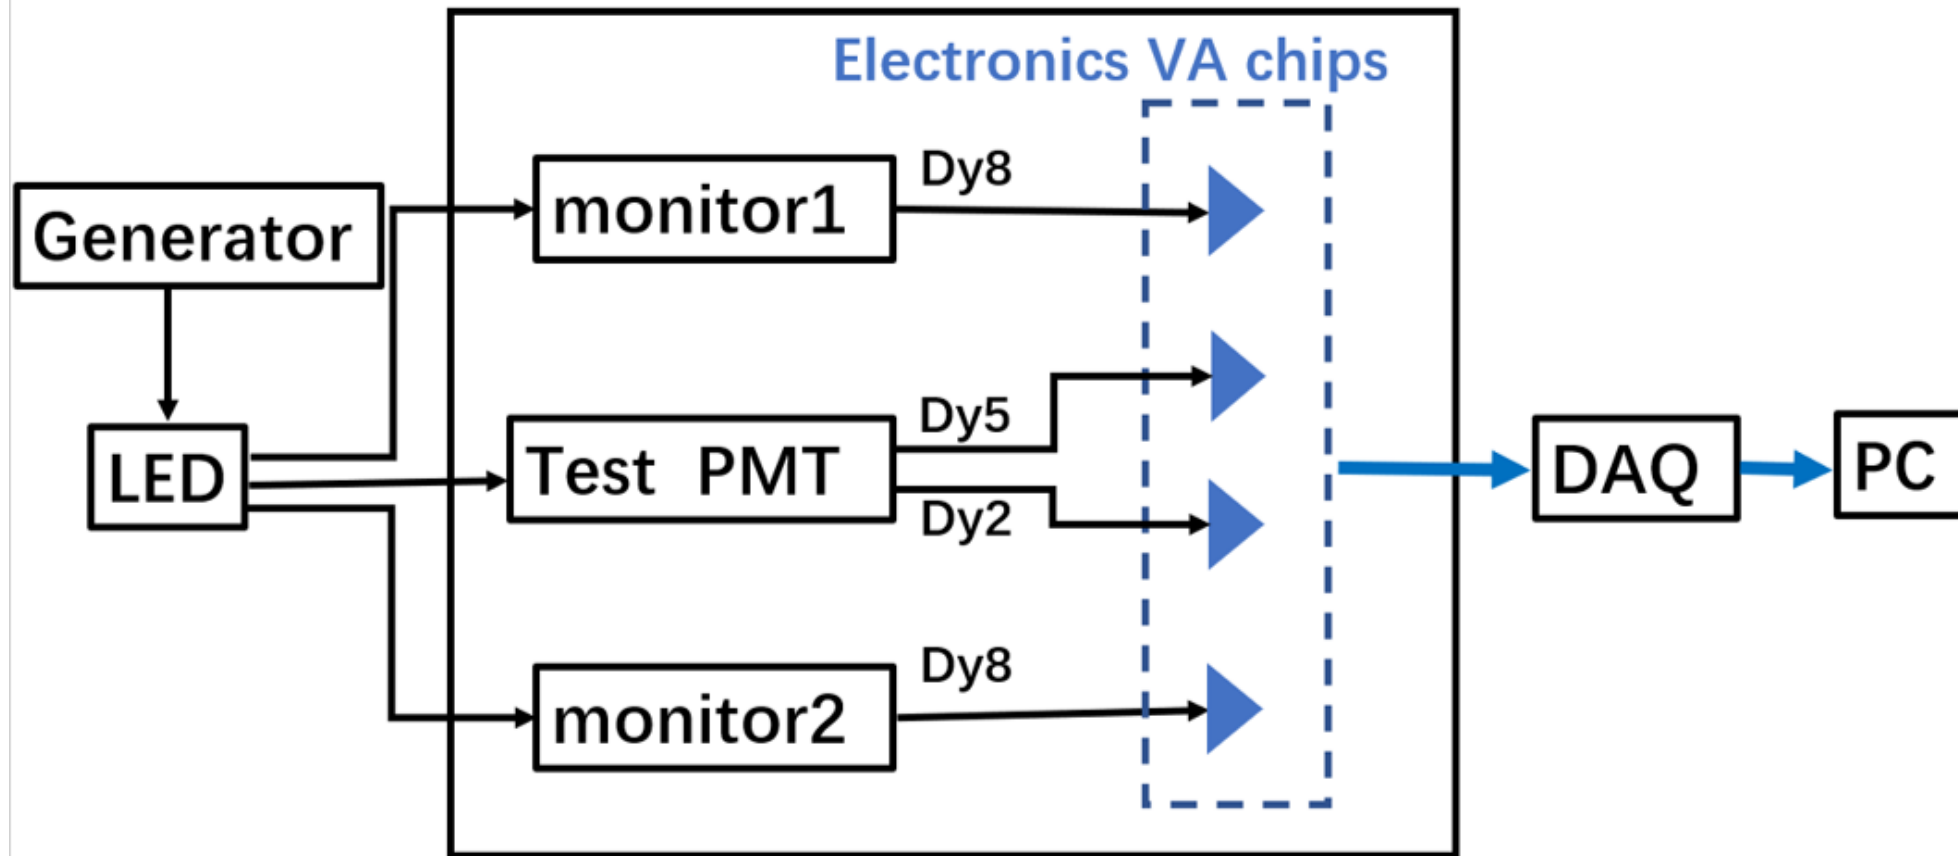 Electronics VA chips
Generator
monitor1
Dy8
LED
Test PMT
Dy5
Dy2
monitor2
Dy8
DAQ
PC